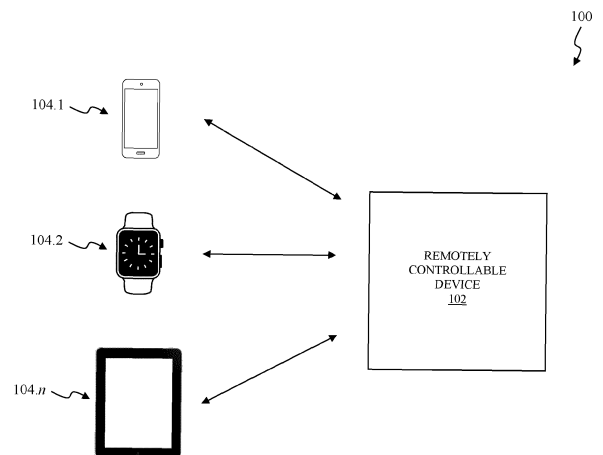 100
104.1
104.2
REMOTELY
CONTROLLABLE
DEVICE
102
104.n